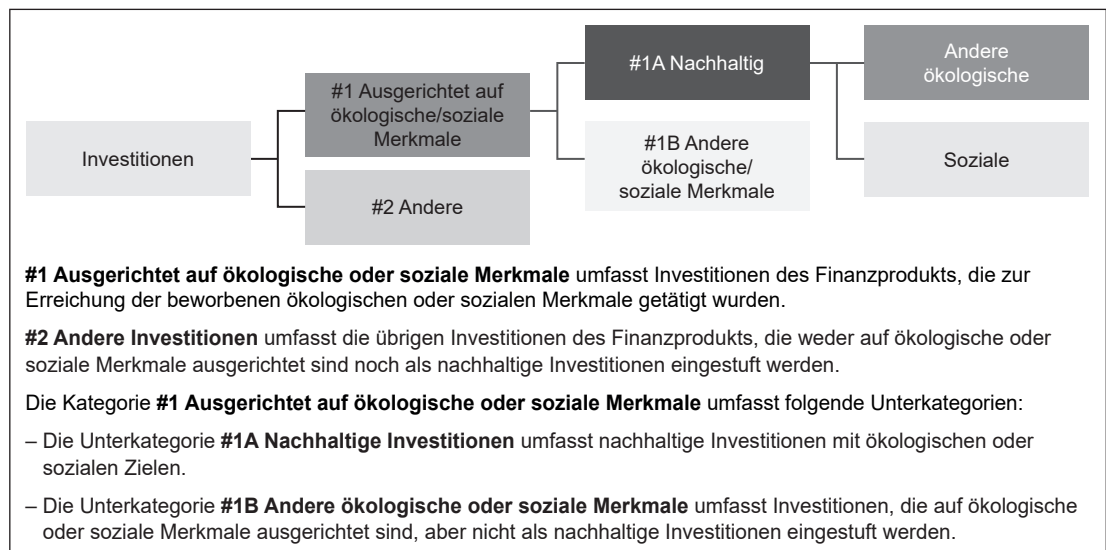 #1A Nachhaltig
Andere
ökologische
#1 Ausgerichtet auf
ökologische/soziale
Merkmale
Investitionen
#1B Andere
ökologische/
soziale Merkmale
Soziale
#2 Andere
#1 Ausgerichtet auf ökologische oder soziale Merkmale umfasst Investitionen des Finanzprodukts, die zur
Erreichung der beworbenen ökologischen oder sozialen Merkmale getätigt wurden.
#2 Andere Investitionen umfasst die übrigen Investitionen des Finanzprodukts, die weder auf ökologische oder
soziale Merkmale ausgerichtet sind noch als nachhaltige Investitionen eingestuft werden.
Die Kategorie #1 Ausgerichtet auf ökologische oder soziale Merkmale umfasst folgende Unterkategorien:
– Die Unterkategorie #1A Nachhaltige Investitionen umfasst nachhaltige Investitionen mit ökologischen oder
sozialen Zielen.
– Die Unterkategorie #1B Andere ökologische oder soziale Merkmale umfasst Investitionen, die auf ökologische
oder soziale Merkmale ausgerichtet sind, aber nicht als nachhaltige Investitionen eingestuft werden.